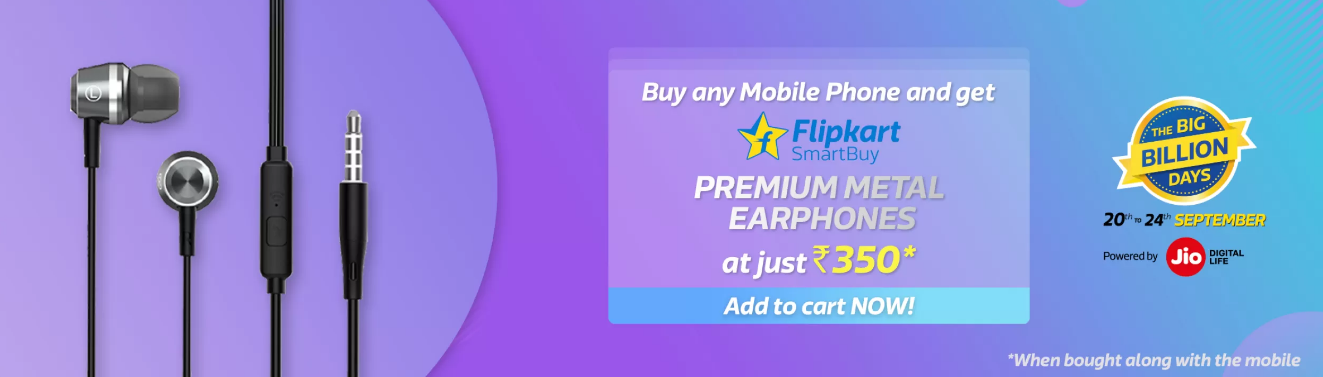 L
Buy any Mobile Phone and get
f Flipkart
SmartBuy
PREMIUM METAL
EARPHONES
at just ₹350*
Add to cart NOW!
THE BIG
BILLION
DAYS
20th TO 24th SEPTEMBER
Powered by Jio DIGITAL
LIFE
*When bought along with the mobile